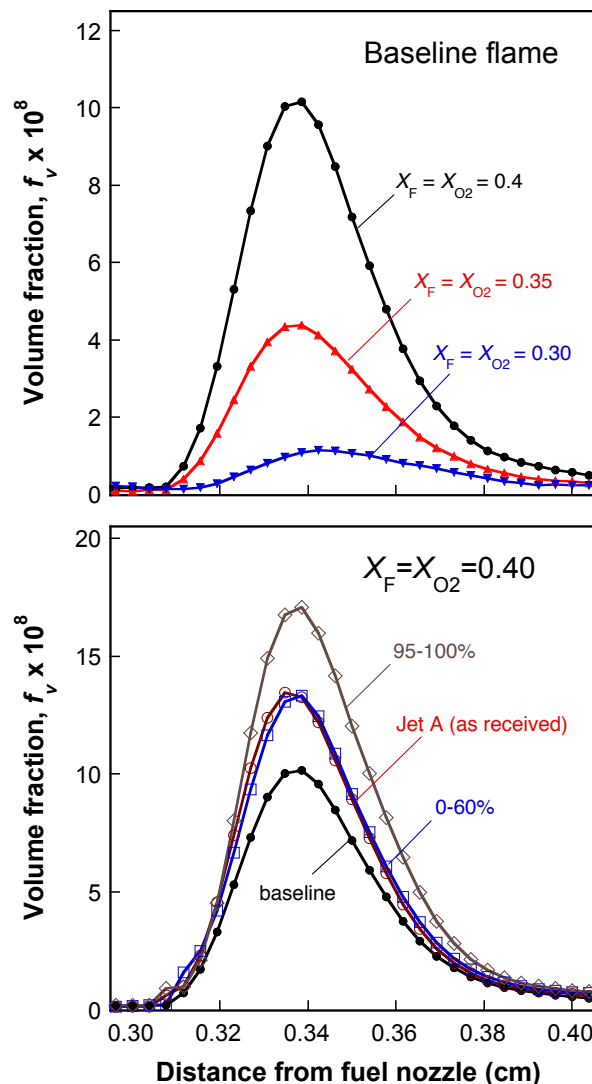 12
10
8
6
4
2
0
Volume fraction, f_v x 10^8
Baseline flame
X_F = X_O2 = 0.4
X_F = X_O2 = 0.35
X_F = X_O2 = 0.30
20
15
10
5
0
Volume fraction, f_v x 10^8
X_F=X_O2=0.40
95-100%
Jet A (as received)
0-60%
baseline
0.30 0.32 0.34 0.36 0.38 0.40
Distance from fuel nozzle (cm)